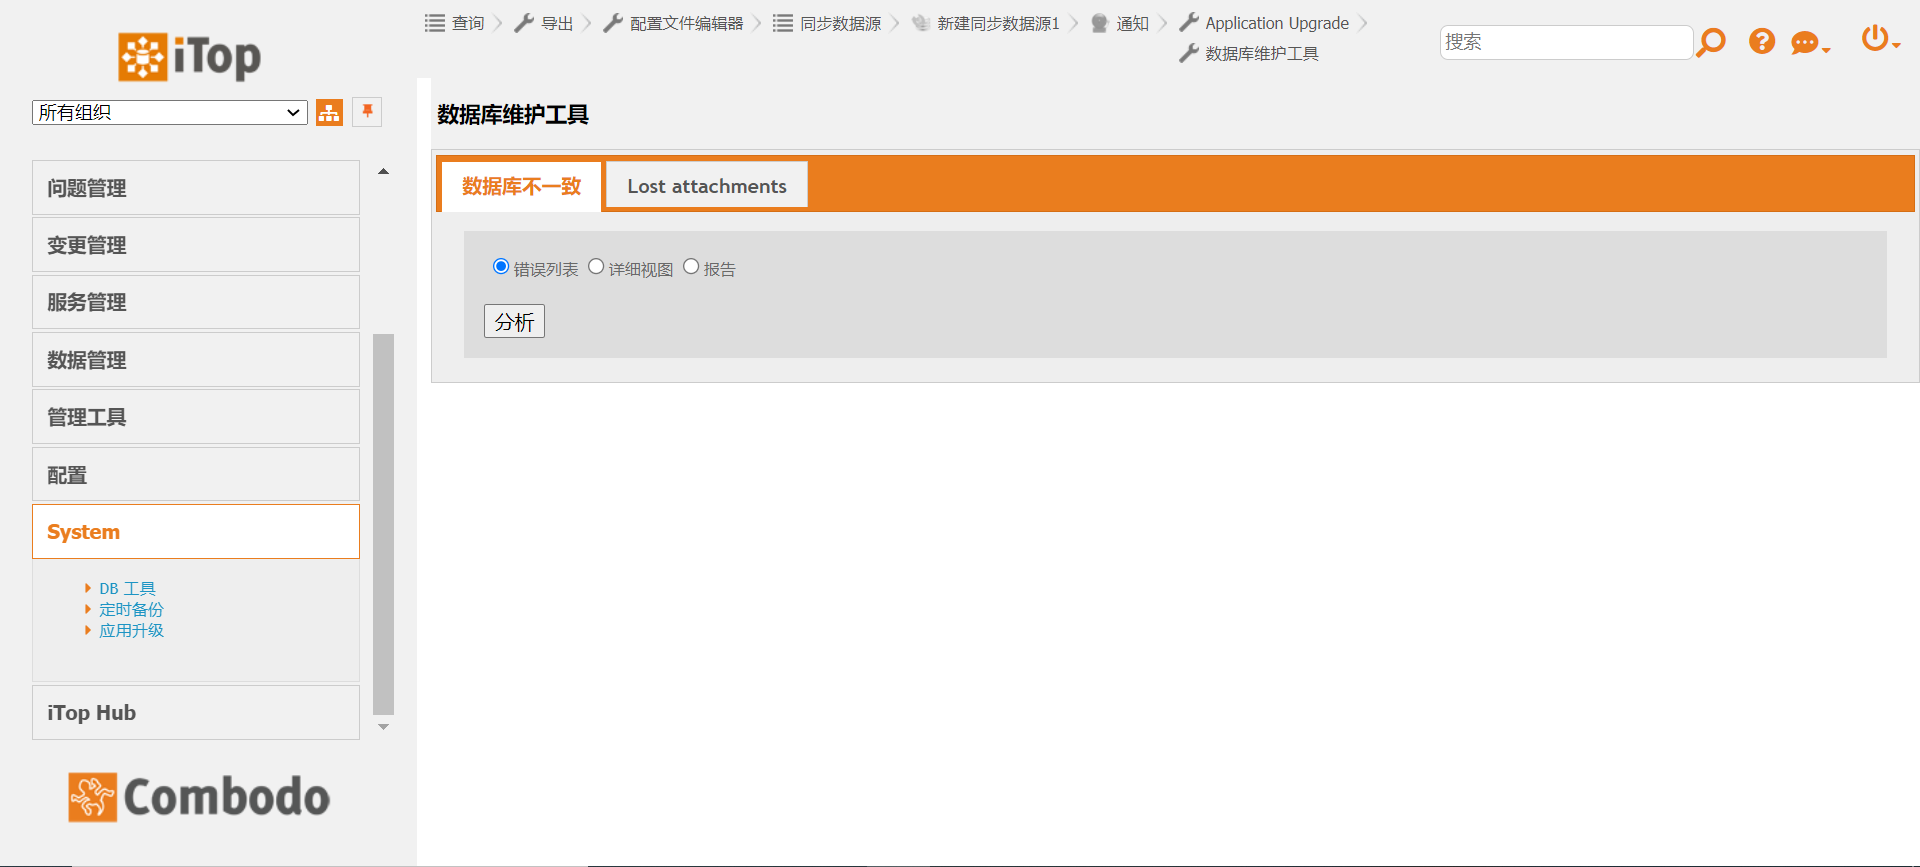 iTop
查询
导出
配置文件编辑器
同步数据源
新建同步数据源1
通知
Application Upgrade
数据库维护工具
搜索
所有组织
数据库维护工具
数据库不一致
Lost attachments
错误列表
详细视图
报告
分析
问题管理
变更管理
服务管理
数据管理
管理工具
配置
System
DB 工具
定时备份
应用升级
iTop Hub
Combodo